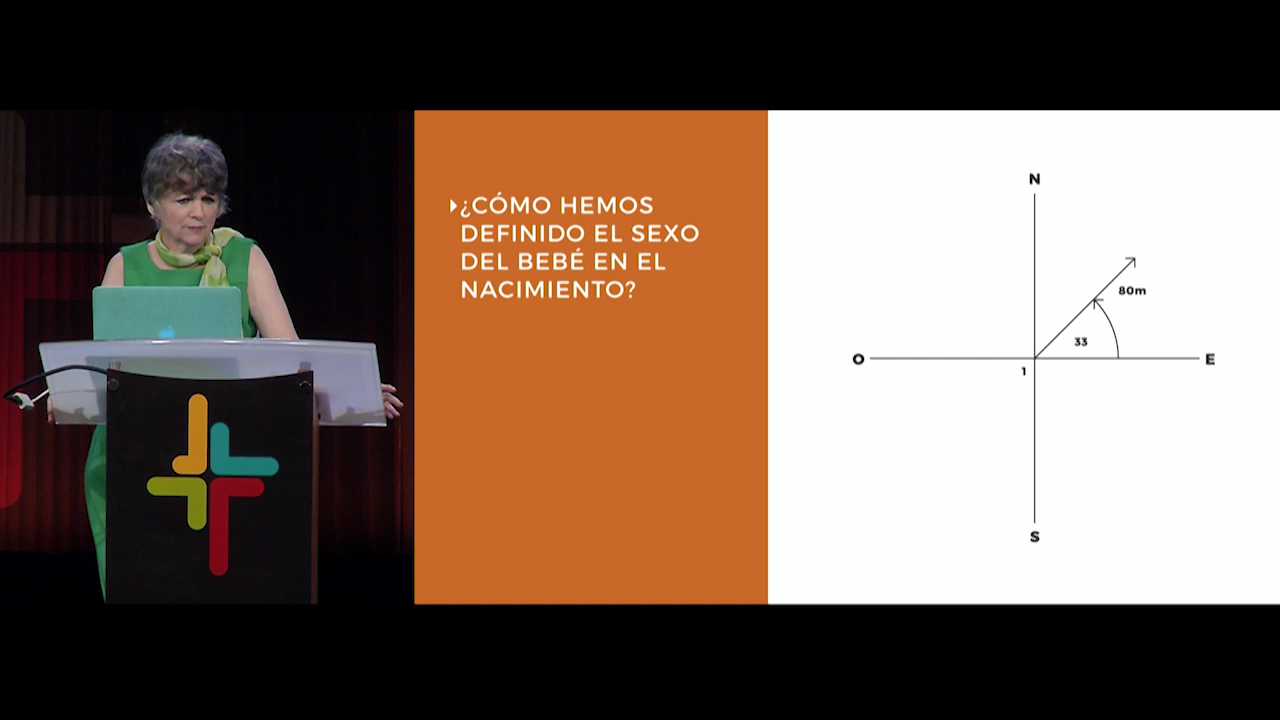 ¿CÓMO HEMOS
DEFINIDO EL SEXO
DEL BEBÉ EN EL
NACIMIENTO?
N
80m
33
O
E
1
S